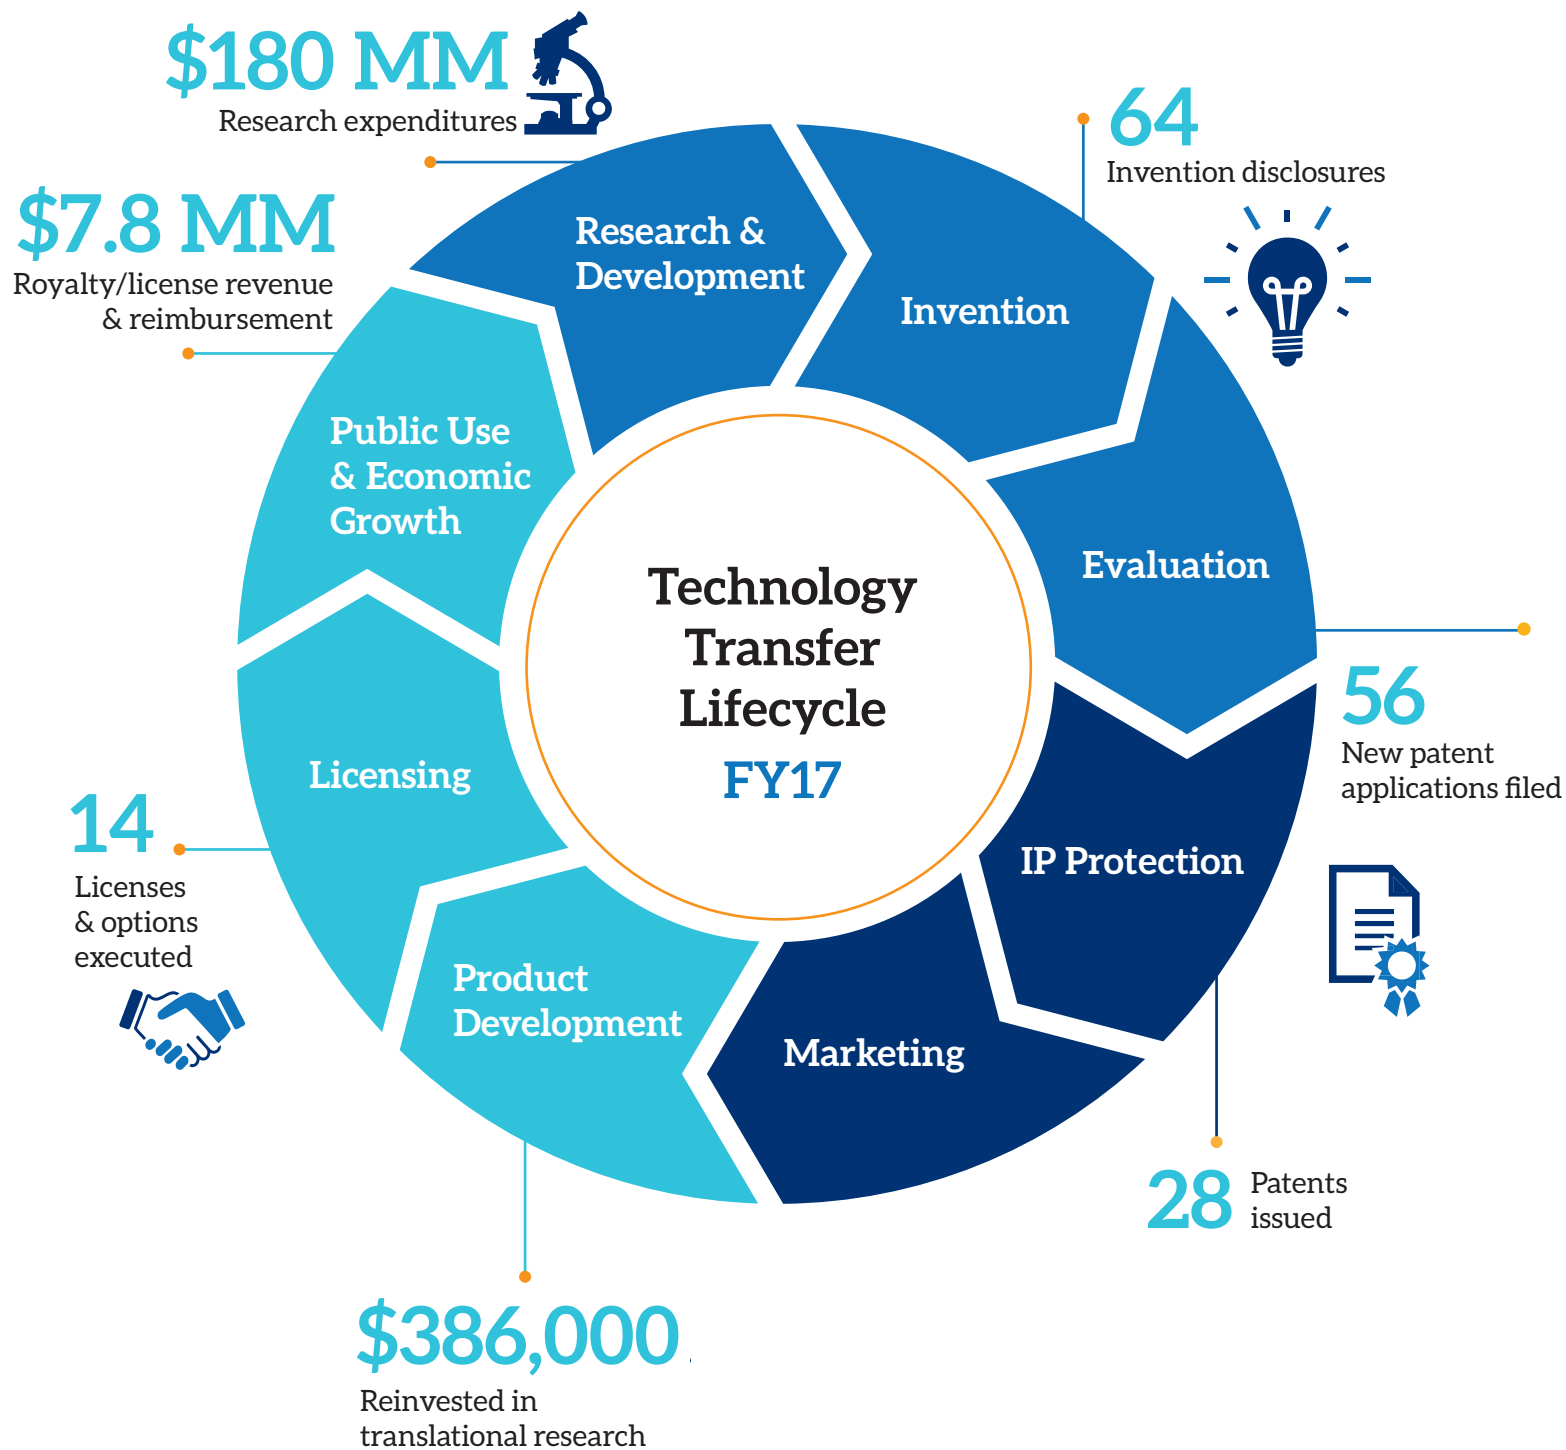 $180 MM
Research expenditures
64
Invention disclosures
$7.8 MM
Royalty/license revenue
& reimbursement
Research &
Development
Invention
Public Use
& Economic
Growth
Evaluation
Technology
Transfer
Lifecycle
FY17
56
New patent
applications filed
Licensing
14
Licenses
& options
executed
IP Protection
Product
Development
Marketing
28
Patents
issued
$386,000
Reinvested in
translational research